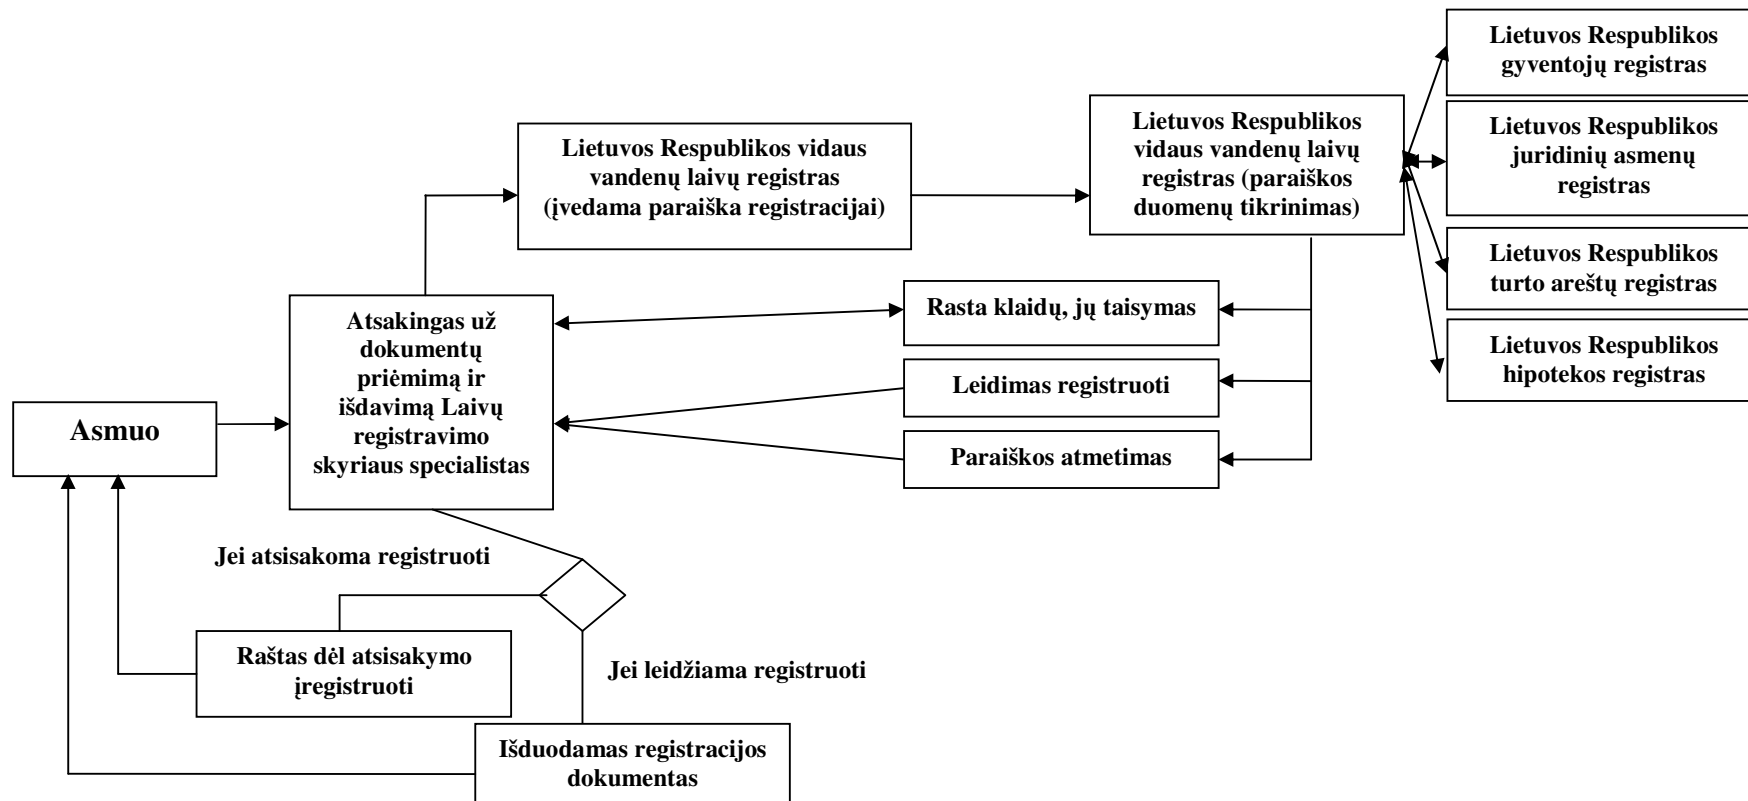 Lietuvos Respublikos
gyventojų registras
Lietuvos Respublikos
juridinių asmenų
registras
Lietuvos Respublikos
turto areštų registras
Lietuvos Respublikos
hipotekos registras
Lietuvos Respublikos
vidaus vandenų laivų
registras (paraiškos
duomenų tikrinimas)
Lietuvos Respublikos vidaus
vandenų laivų registras
(įvedama paraiška registracijai)
Rasta klaidų, jų taisymas
Leidimas registruoti
Paraiškos atmetimas
Atsakingas už
dokumentų
priėmimą ir
išdavimą Laivų
registravimo
skyriaus specialistas
Asmuo
Jei atsisakoma registruoti
Raštas dėl atsisakymo
įregistruoti
Jei leidžiama registruoti
Išduodamas registracijos
dokumentas